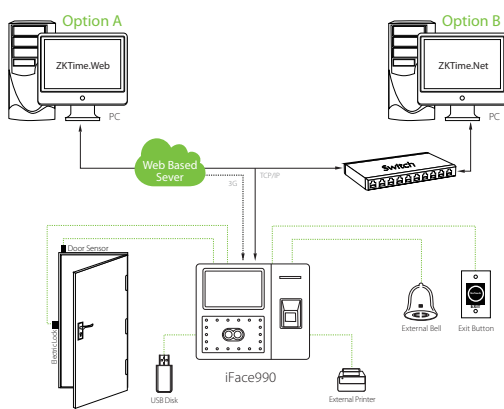 Option A
Option B
ZKTime.Web
ZKTime.Net
PC
PC
Web Based
Sever
3G
TCP/IP
Switch
Door Sensor
Electric Lock
External Bell
EXIT
Exit Button
iFace990
USB Disk
External Printer